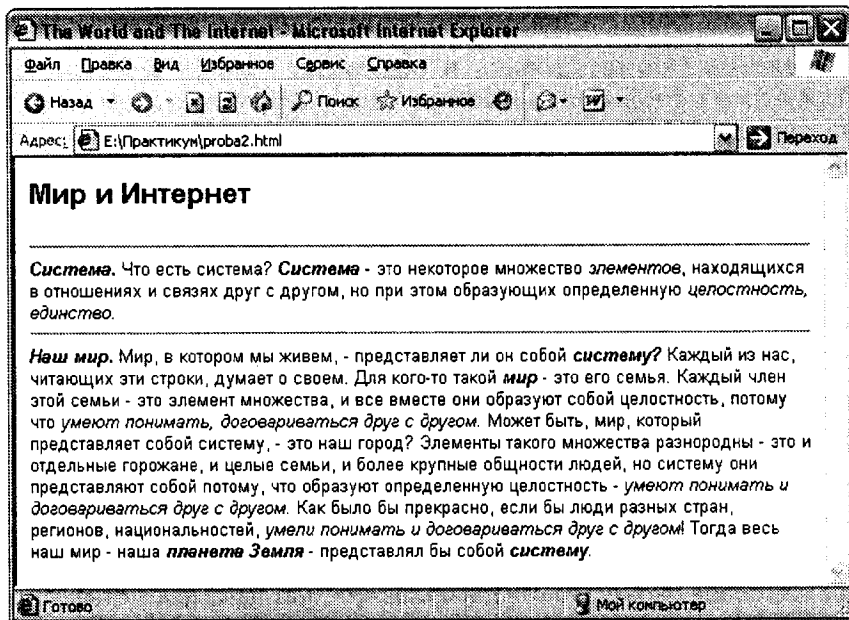 The World and The Internet - Microsoft Internet Explorer
Файл Правка Вид Избранное Сервис Справка
Назад Поиск Избранное
Адрес: E:\Практикум\proba2.html Переход
Мир и Интернет
Система. Что есть система? Система - это некоторое множество элементов, находящихся
в отношениях и связях друг с другом, но при этом образующих определенную целостность,
единство.
Наш мир. Мир, в котором мы живем, - представляет ли он собой систему? Каждый из нас,
читающих эти строки, думает о своем. Для кого-то такой мир - это его семья. Каждый член
этой семьи - это элемент множества, и все вместе они образуют собой целостность, потому
что умеют понимать, договариваться друг с другом. Может быть, мир, который
представляет собой систему, - это наш город? Элементы такого множества разнородны - это и
отдельные горожане, и целые семьи, и более крупные общности людей, но систему они
представляют собой потому, что образуют определенную целостность - умеют понимать и
договариваться друг с другом. Как было бы прекрасно, если бы люди разных стран,
регионов, национальностей, умели понимать и договариваться друг с другом! Тогда весь
наш мир - наша планета Земля - представлял бы собой систему.
Готово Мой компьютер